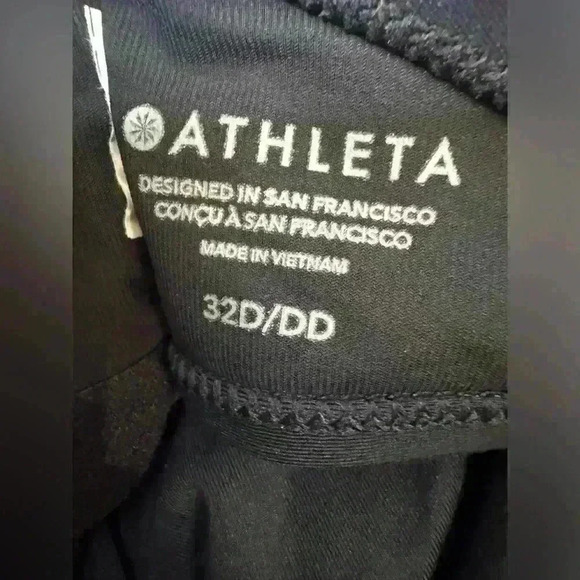 ATHLETA
DESIGNED IN SAN FRANCISCO
CONÇU À SAN FRANCISCO
MADE IN VIETNAM
32D/DD